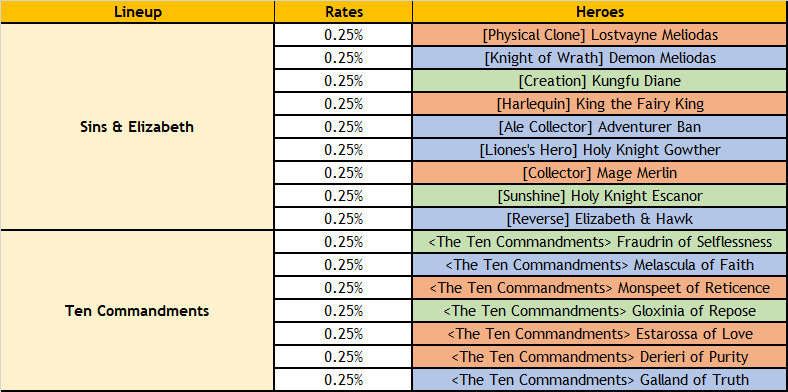 Lineup Rates Heroes
Sins & Elizabeth
0.25% [Physical Clone] Lostvayne Meliodas
0.25% [Knight of Wrath] Demon Meliodas
0.25% [Creation] Kungfu Diane
0.25% [Harlequin] King the Fairy King
0.25% [Ale Collector] Adventurer Ban
0.25% [Liones's Hero] Holy Knight Gowther
0.25% [Collector] Mage Merlin
0.25% [Sunshine] Holy Knight Escanor
0.25% [Reverse] Elizabeth & Hawk
Ten Commandments
0.25% <The Ten Commandments> Fraudrin of Selflessness
0.25% <The Ten Commandments> Melascula of Faith
0.25% <The Ten Commandments> Monspeet of Reticence
0.25% <The Ten Commandments> Gloxinia of Repose
0.25% <The Ten Commandments> Estarossa of Love
0.25% <The Ten Commandments> Derieri of Purity
0.25% <The Ten Commandments> Galland of Truth